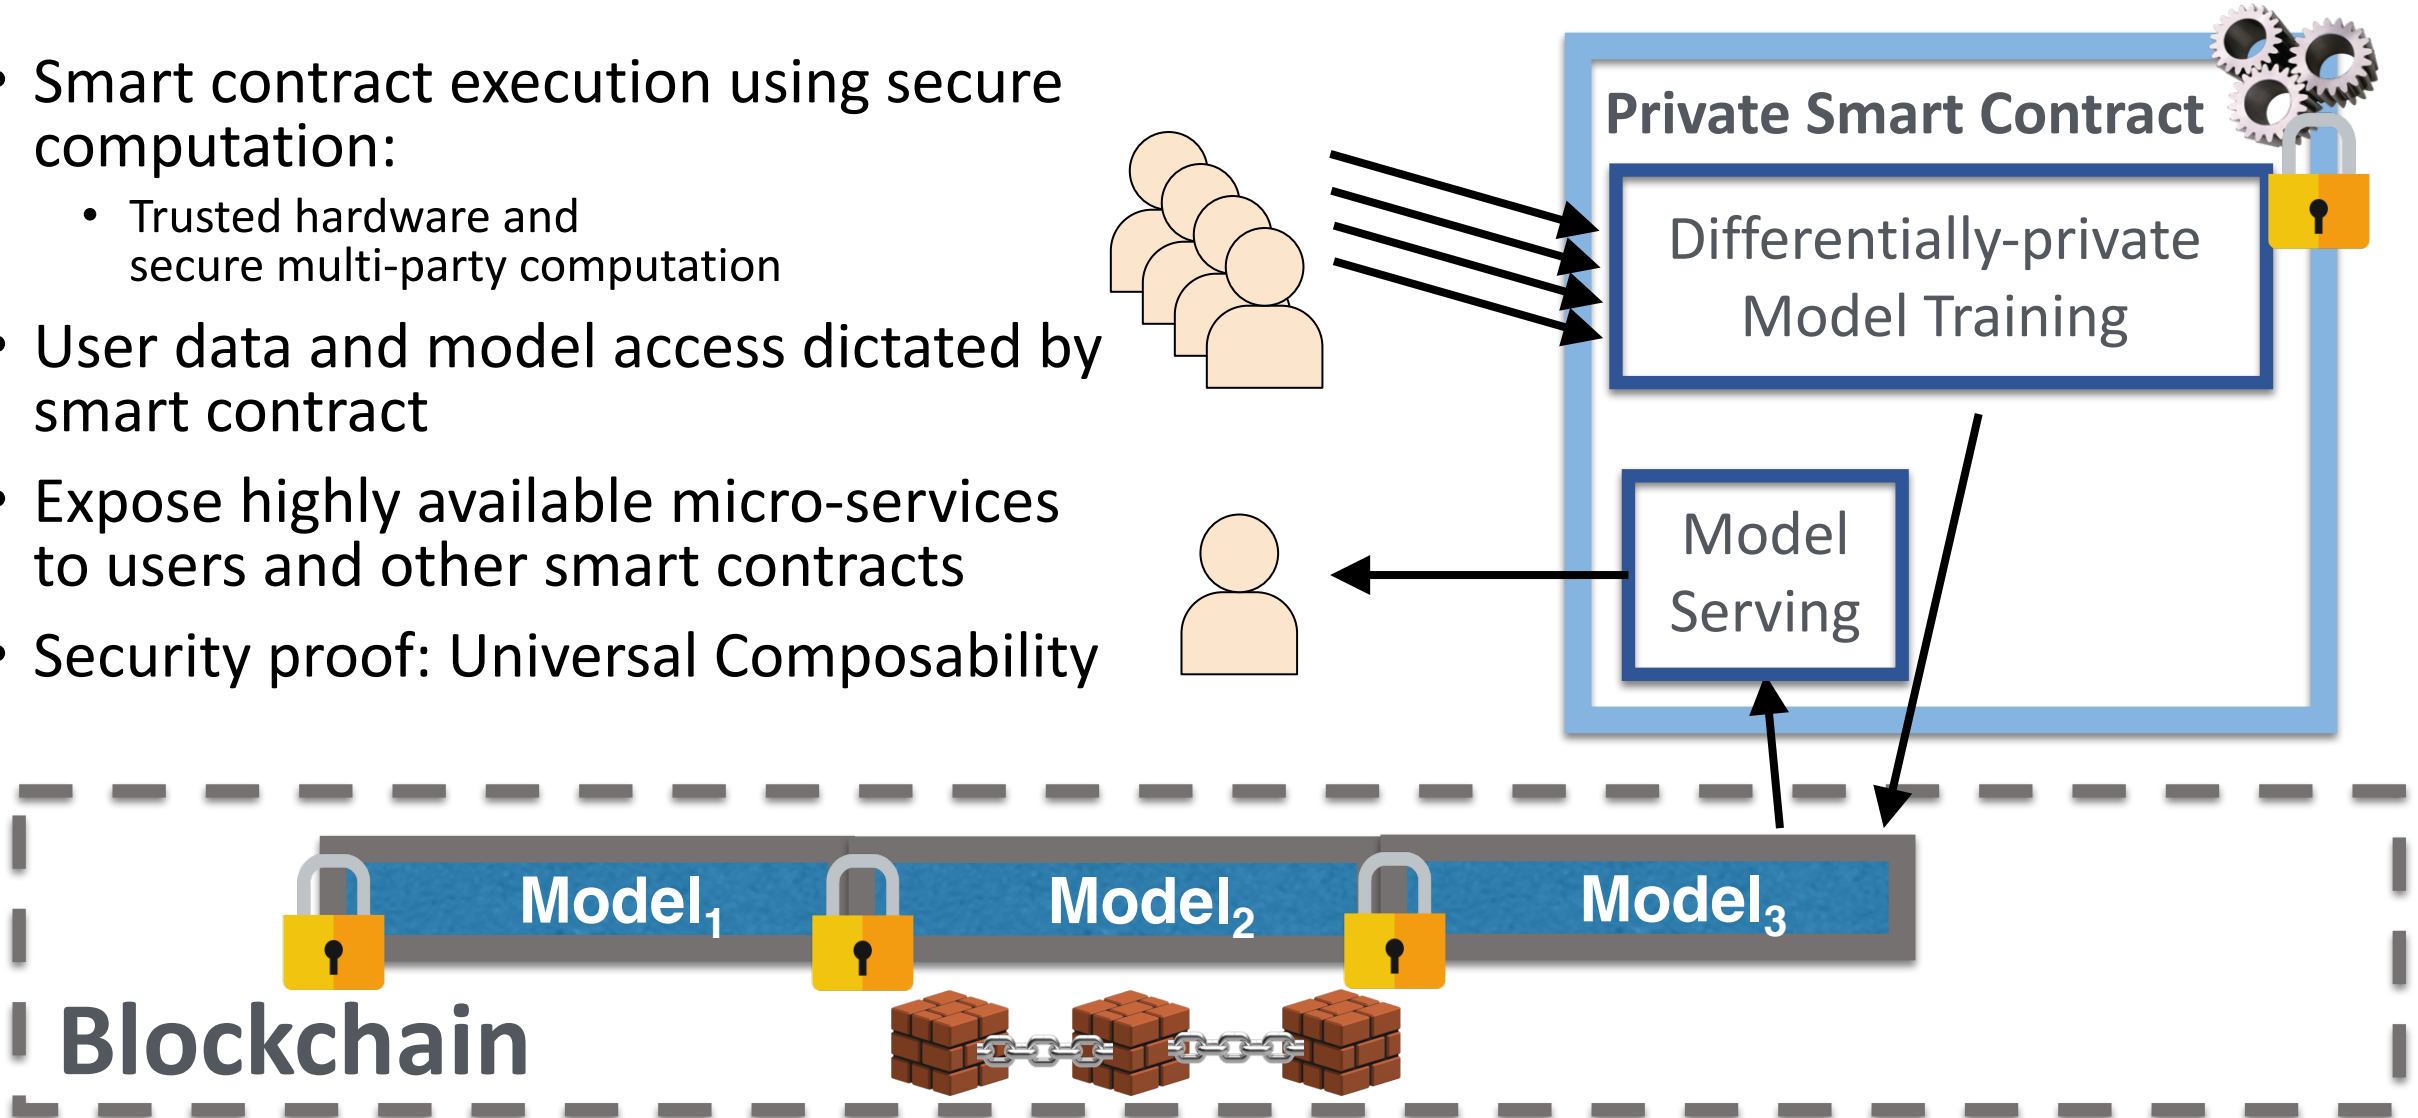 • Smart contract execution using secure
computation:
• Trusted hardware and
secure multi-party computation
• User data and model access dictated by
smart contract
• Expose highly available micro-services
to users and other smart contracts
• Security proof: Universal Composability
Private Smart Contract
Differentially-private
Model Training
Model
Serving
Model₁
Model₂
Model₃
Blockchain